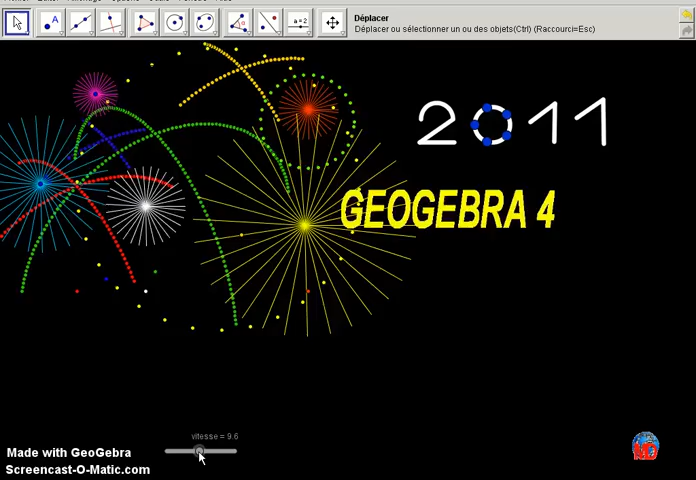 A
a = 2
Déplacer
Déplacer ou sélectionner un ou des objets(Ctrl) (Raccourci=Esc)
2011
GEOGEBRA 4
vitesse = 9.6
Made with GeoGebra
Screencast-O-Matic.com